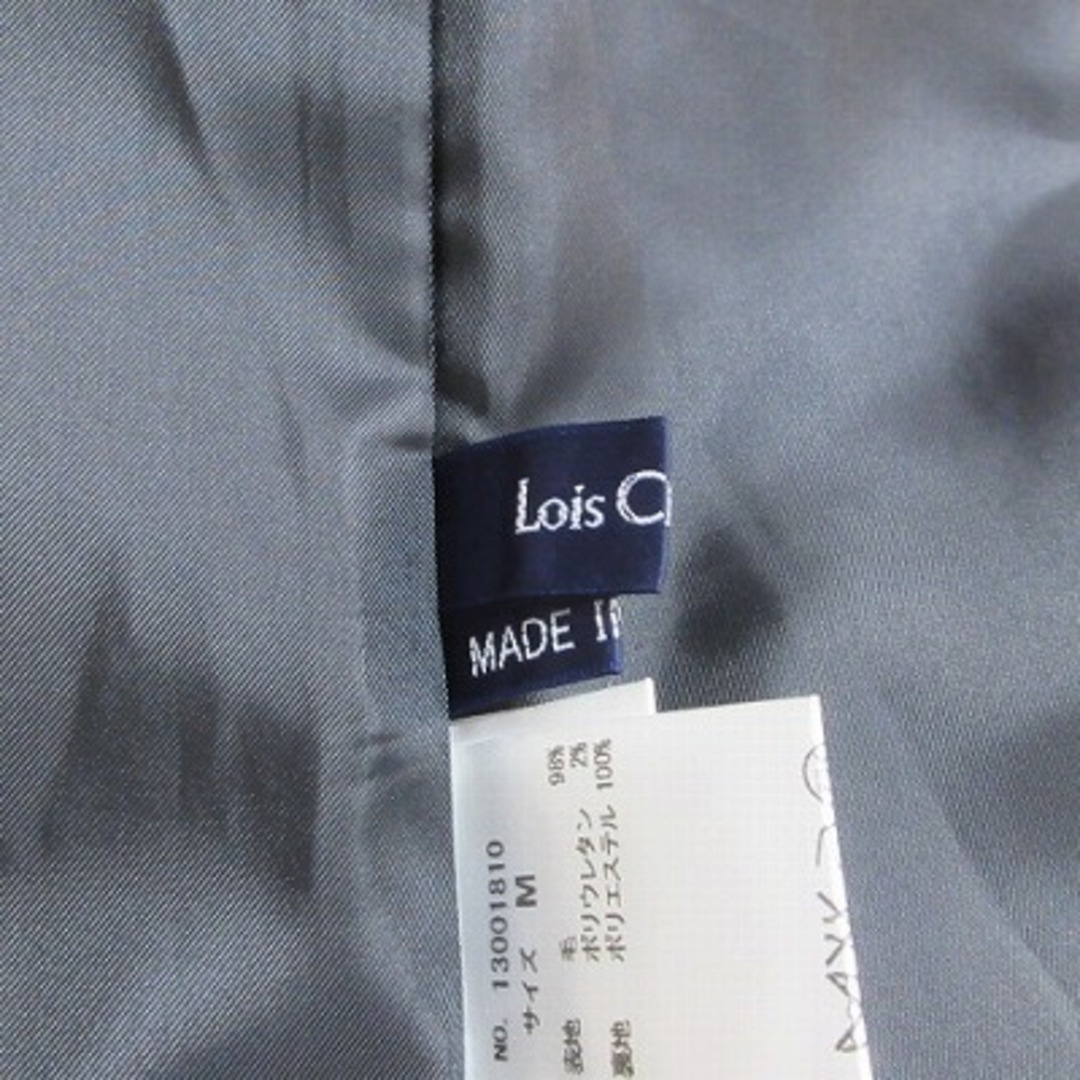 Lois C
MADE IN
NO. 13001810
サイズ M
表地 毛 98%
ポリウレタン 2%
裏地 ポリエステル 100%